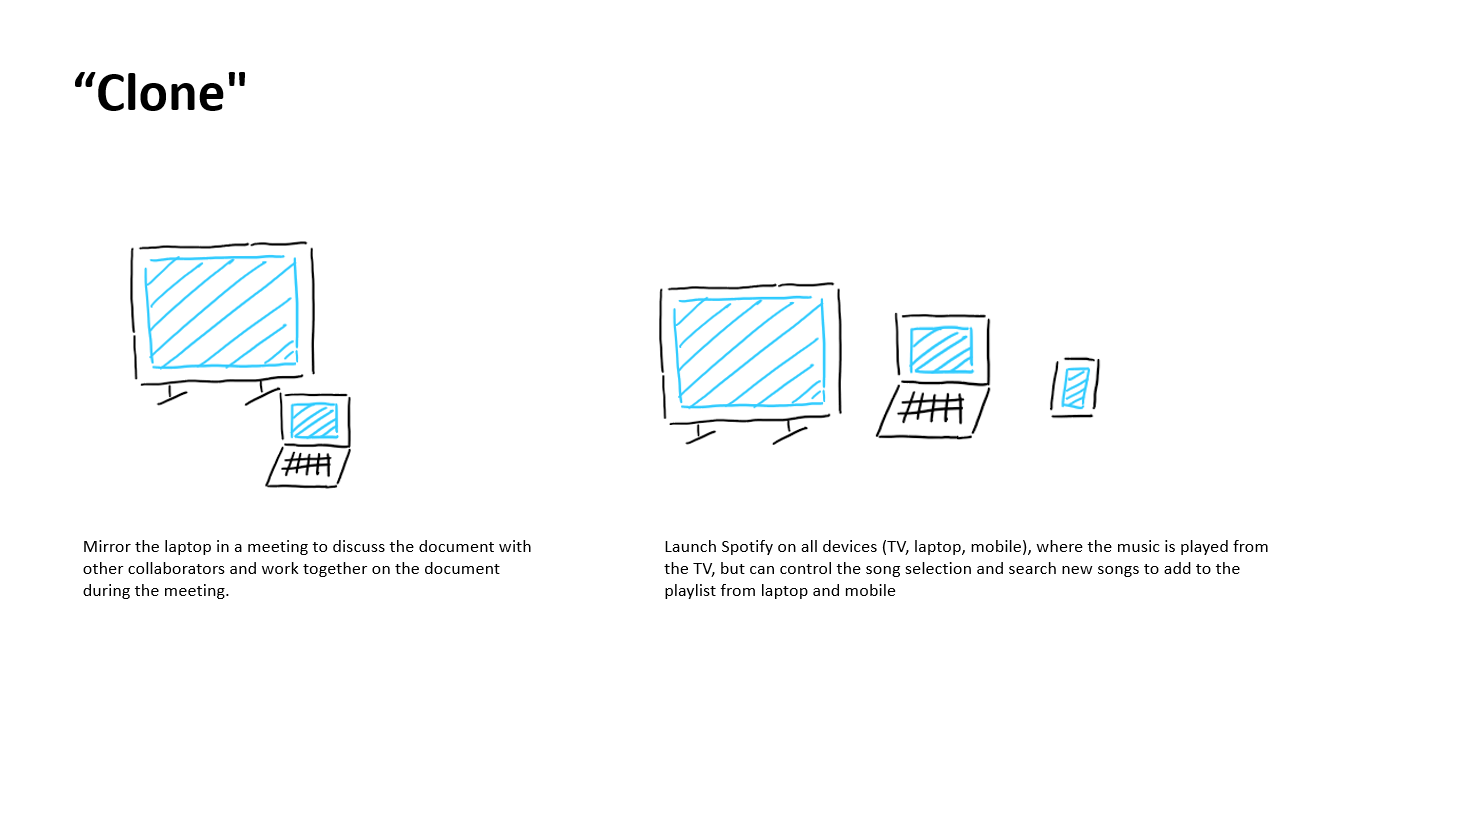 “Clone"
Mirror the laptop in a meeting to discuss the document with
other collaborators and work together on the document
during the meeting.
Launch Spotify on all devices (TV, laptop, mobile), where the music is played from
the TV, but can control the song selection and search new songs to add to the
playlist from laptop and mobile